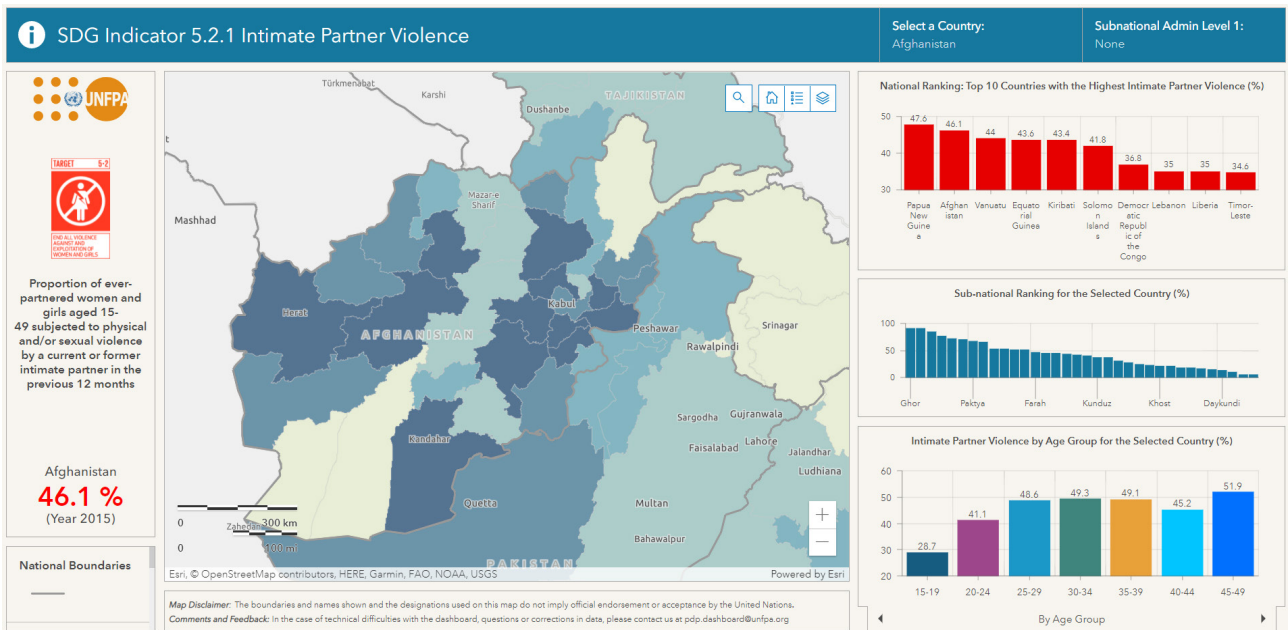 SDG Indicator 5.2.1 Intimate Partner Violence
Select a Country:
Afghanistan
Subnational Admin Level 1:
None
UNFPA
TARGET 5-2
END ALL VIOLENCE
AGAINST AND
EXPLOITATION OF
WOMEN AND GIRLS
Proportion of ever-
partnered women and
girls aged 15-
49 subjected to physical
and/or sexual violence
by a current or former
intimate partner in the
previous 12 months
Afghanistan
46.1 %
(Year 2015)
National Boundaries
Türkmenabat
Karshi
Dushanbe
TAJIKISTAN
Mazar-e
Sharif
Mashhad
Herat
Kabul
AFGHANISTAN
Peshawar
Srinagar
Rawalpindi
Sargodha
Gujranwala
Kandahar
Faisalabad
Lahore
Jalandhar
Ludhiana
Quetta
Multan
Zahedan
Bahawalpur
PAKISTAN
0
300 km
0
100 mi
+
−
Esri, © OpenStreetMap contributors, HERE, Garmin, FAO, NOAA, USGS
Powered by Esri
Map Disclaimer: The boundaries and names shown and the designations used on this map do not imply official endorsement or acceptance by the United Nations.
Comments and Feedback: In the case of technical difficulties with the dashboard, questions or corrections in data, please contact us at pdp.dashboard@unfpa.org
National Ranking: Top 10 Countries with the Highest Intimate Partner Violence (%)
50
40
30
47.6
46.1
44
43.6
43.4
41.8
36.8
35
35
34.6
Papua
New
Guine
a
Afghan
istan
Vanuatu
Equato
rial
Guinea
Kiribati
Solomo
n
Island
s
Democr
atic
Republ
ic of
the
Congo
Lebanon
Liberia
Timor-
Leste
Sub-national Ranking for the Selected Country (%)
100
50
0
Ghor
Paktya
Farah
Kunduz
Khost
Daykundi
Intimate Partner Violence by Age Group for the Selected Country (%)
60
50
40
30
20
28.7
41.1
48.6
49.3
49.1
45.2
51.9
15-19
20-24
25-29
30-34
35-39
40-44
45-49
By Age Group